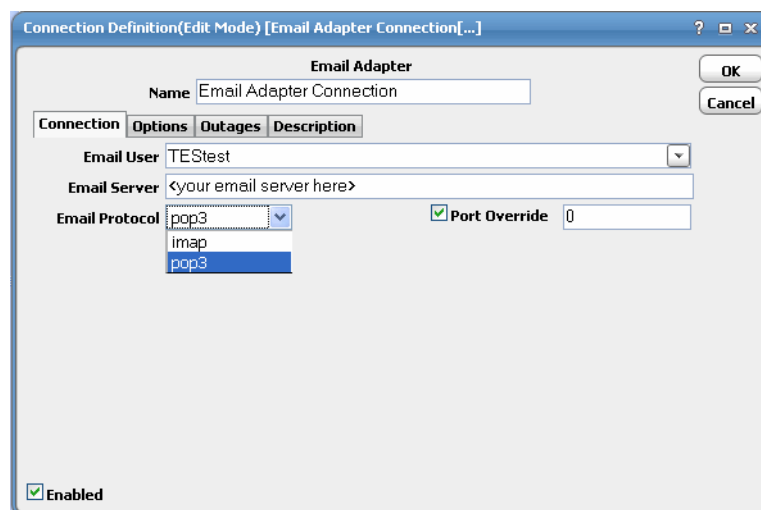 Connection Definition(Edit Mode) [Email Adapter Connection[...] ?
Email Adapter
OK
Name Email Adapter Connection
Cancel
Connection Options Outages Description
Email User TEStest
Email Server <your email server here>
Email Protocol pop3 Port Override 0
imap
pop3
Enabled